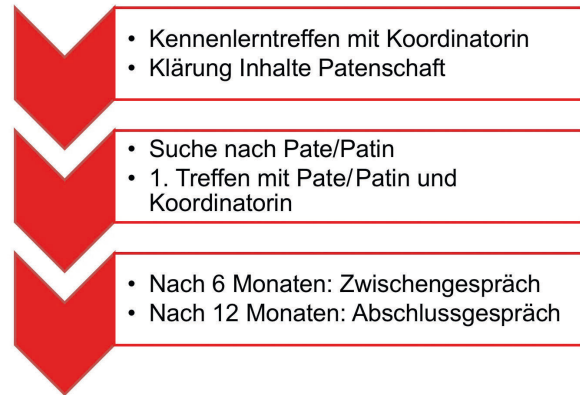 • Kennenlerntreffen mit Koordinatorin
• Klärung Inhalte Patenschaft
• Suche nach Pate/Patin
• 1. Treffen mit Pate/Patin und
Koordinatorin
• Nach 6 Monaten: Zwischengespräch
• Nach 12 Monaten: Abschlussgespräch